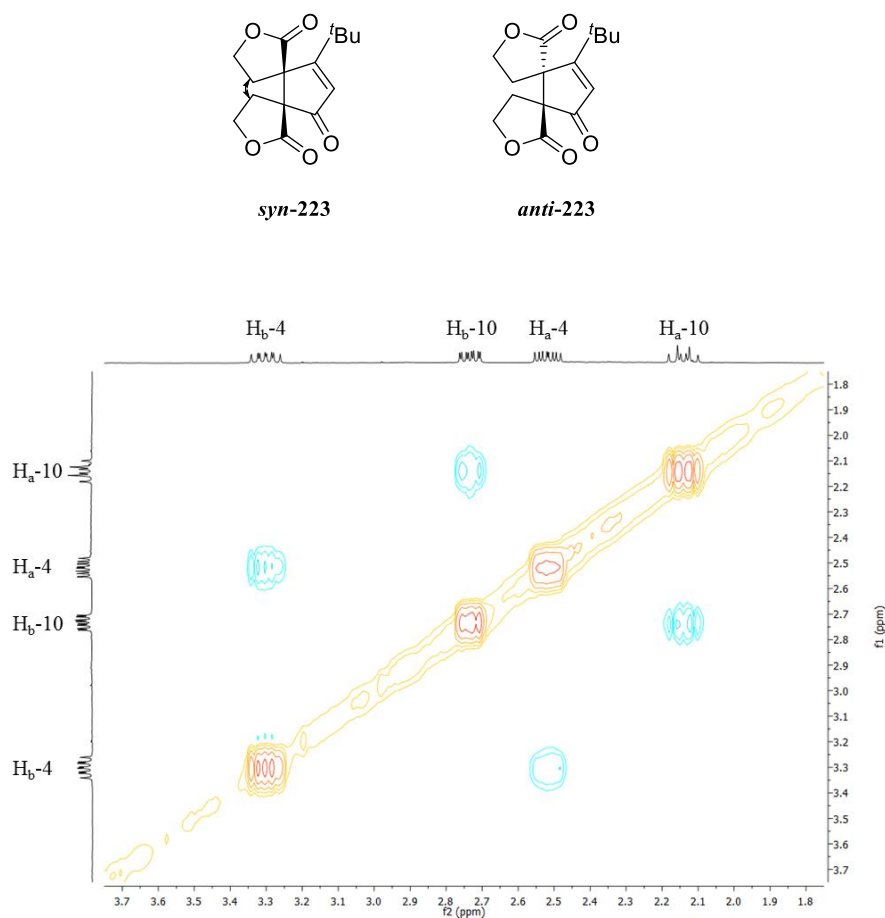 O
O
tBu
O
O
O
O
O
tBu
O
O
O
syn-223
anti-223
Hb-4
Hb-10
Ha-4
Ha-10
Ha-10
Ha-4
Hb-10
Hb-4
1.8
1.9
2.0
2.1
2.2
2.3
2.4
2.5
2.6
2.7
2.8
2.9
3.0
3.1
3.2
3.3
3.4
3.5
3.6
3.7
f1 (ppm)
3.7 3.6 3.5 3.4 3.3 3.2 3.1 3.0 2.9 2.8 2.7 2.6 2.5 2.4 2.3 2.2 2.1 2.0 1.9 1.8
f2 (ppm)